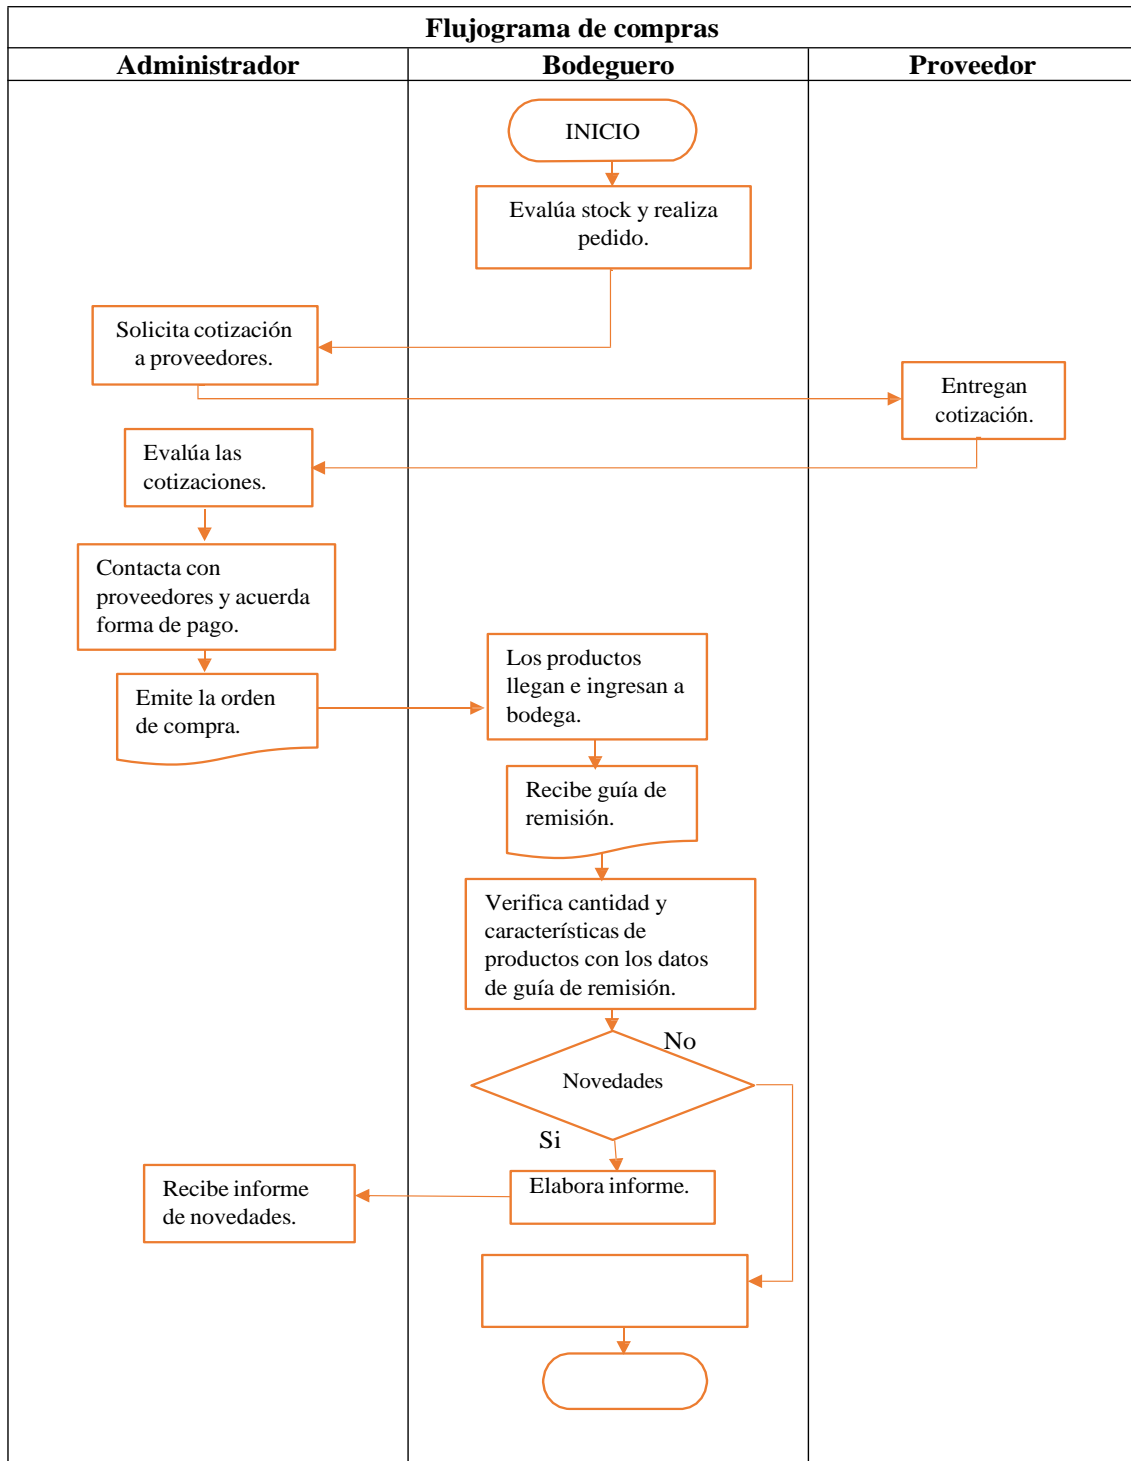 Flujograma de compras
Administrador
Bodeguero
Proveedor
INICIO
Evalúa stock y realiza
pedido.
Solicita cotización
a proveedores.
Entregan
cotización.
Evalúa las
cotizaciones.
Contacta con
proveedores y acuerda
forma de pago.
Emite la orden
de compra.
Los productos
llegan e ingresan a
bodega.
Recibe guía de
remisión.
Verifica cantidad y
características de
productos con los datos
de guía de remisión.
No
Novedades
Si
Elabora informe.
Recibe informe
de novedades.